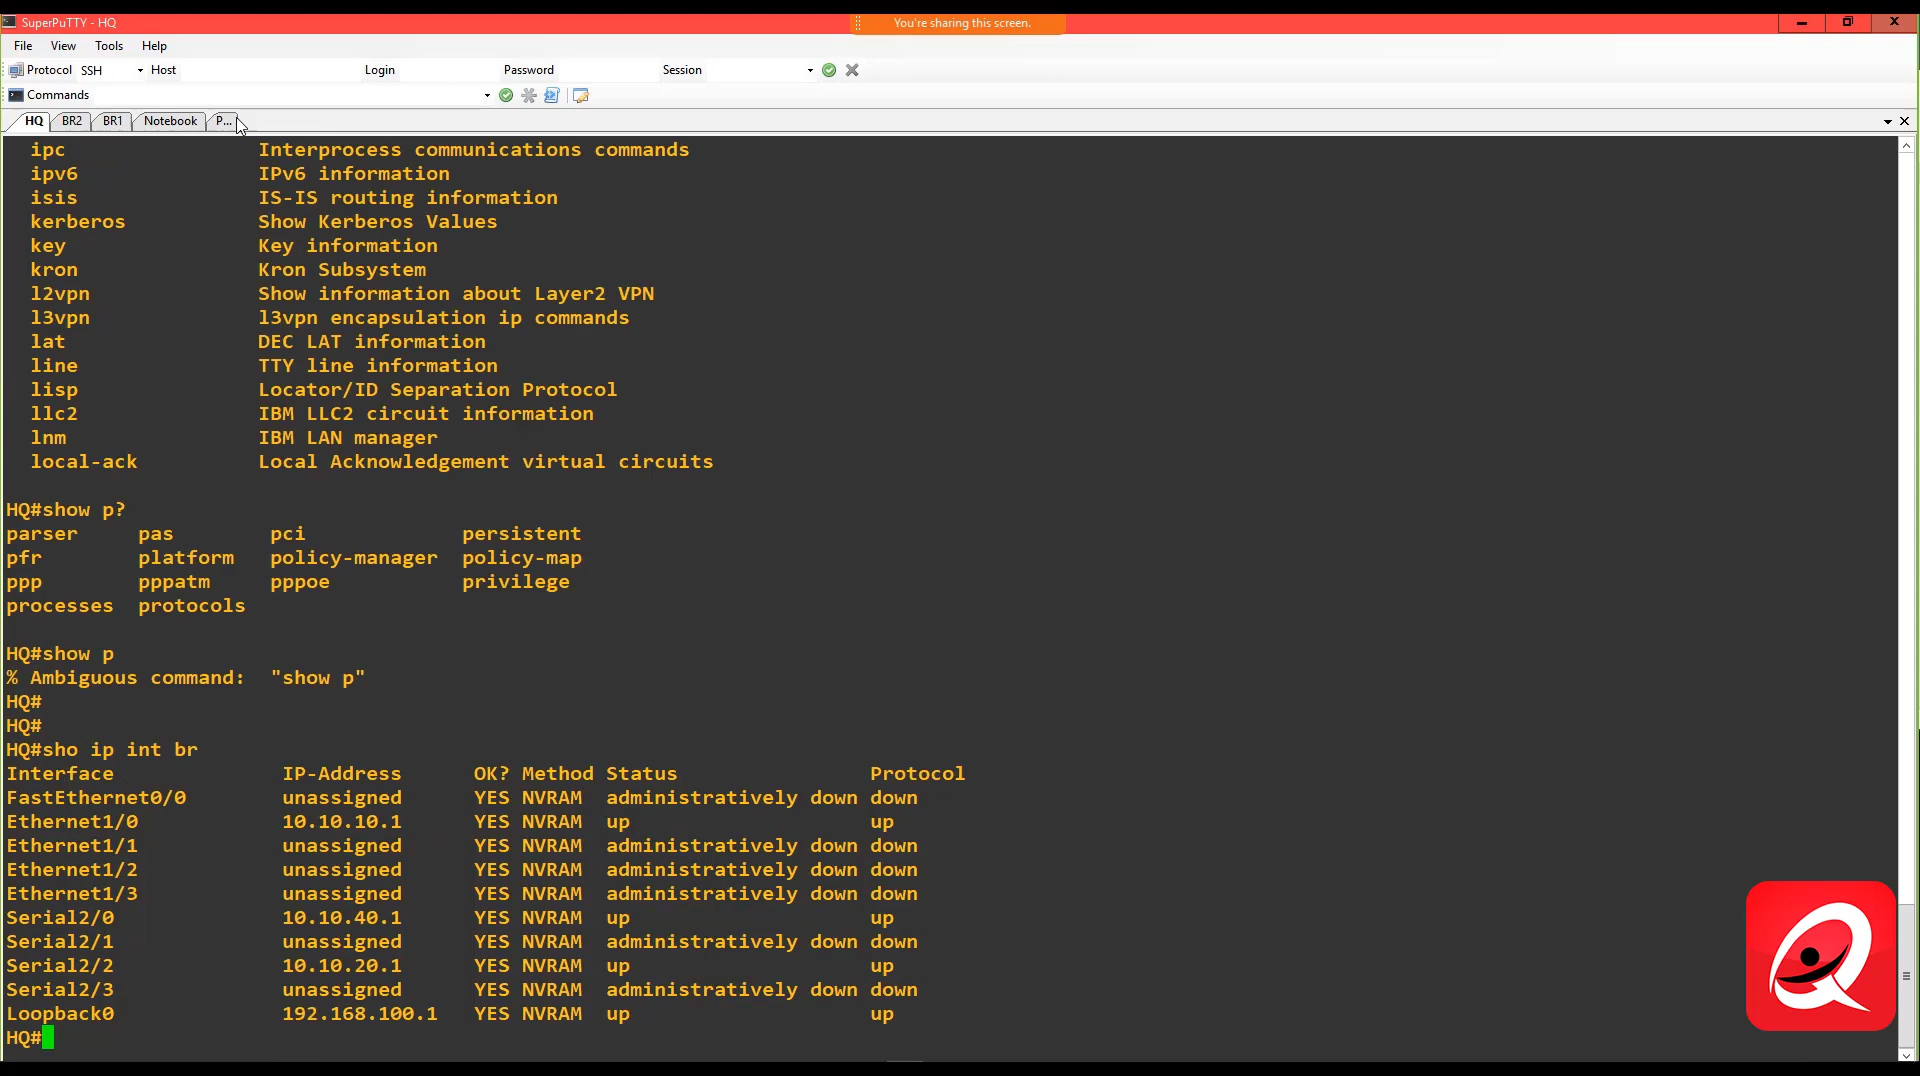 SuperPuTTY - HQ
You're sharing this screen.
File View Tools Help
Protocol SSH Host Login Password Session
Commands
HQ BR2 BR1 Notebook P...
ipc Interprocess communications commands
ipv6 IPv6 information
isis IS-IS routing information
kerberos Show Kerberos Values
key Key information
kron Kron Subsystem
l2vpn Show information about Layer2 VPN
l3vpn l3vpn encapsulation ip commands
lat DEC LAT information
line TTY line information
lisp Locator/ID Separation Protocol
llc2 IBM LLC2 circuit information
lnm IBM LAN manager
local-ack Local Acknowledgement virtual circuits
HQ#show p?
parser pas pci persistent
pfr platform policy-manager policy-map
ppp pppatm pppoe privilege
processes protocols
HQ#show p
% Ambiguous command: "show p"
HQ#
HQ#
HQ#sho ip int br
Interface IP-Address OK? Method Status Protocol
FastEthernet0/0 unassigned YES NVRAM administratively down down
Ethernet1/0 10.10.10.1 YES NVRAM up up
Ethernet1/1 unassigned YES NVRAM administratively down down
Ethernet1/2 unassigned YES NVRAM administratively down down
Ethernet1/3 unassigned YES NVRAM administratively down down
Serial2/0 10.10.40.1 YES NVRAM up up
Serial2/1 unassigned YES NVRAM administratively down down
Serial2/2 10.10.20.1 YES NVRAM up up
Serial2/3 unassigned YES NVRAM administratively down down
Loopback0 192.168.100.1 YES NVRAM up up
HQ#